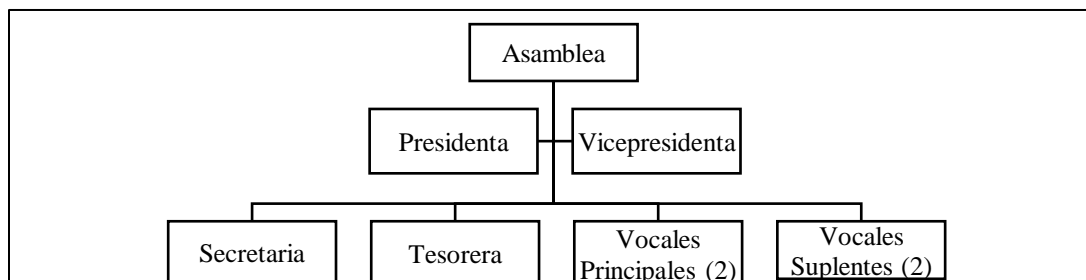 Asamblea
Presidenta
Vicepresidenta
Secretaria
Tesorera
Vocales
Principales (2)
Vocales
Suplentes (2)